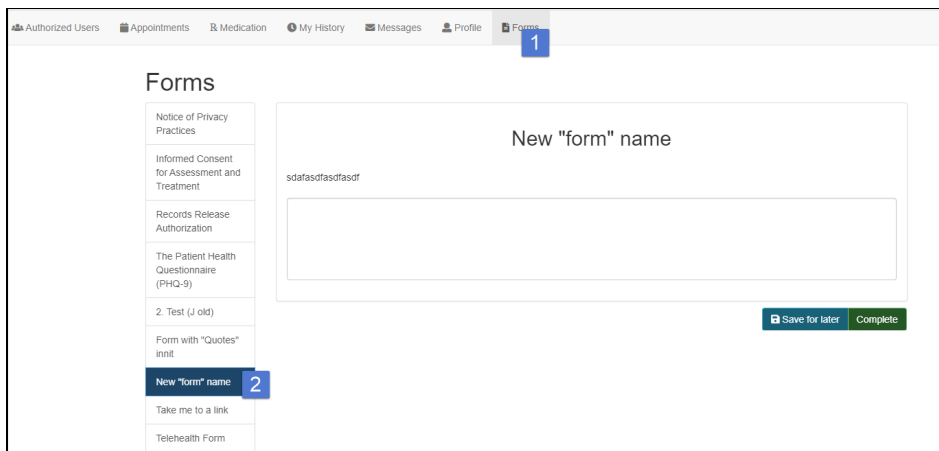 Authorized Users Appointments Medication My History Messages Profile Forms
1
Forms
Notice of Privacy
Practices
Informed Consent
for Assessment and
Treatment
Records Release
Authorization
The Patient Health
Questionnaire
(PHQ-9)
2. Test (J old)
Form with "Quotes"
innit
New "form" name
2
Take me to a link
Telehealth Form
New "form" name
sdafasdfasdfasdf
Save for later Complete